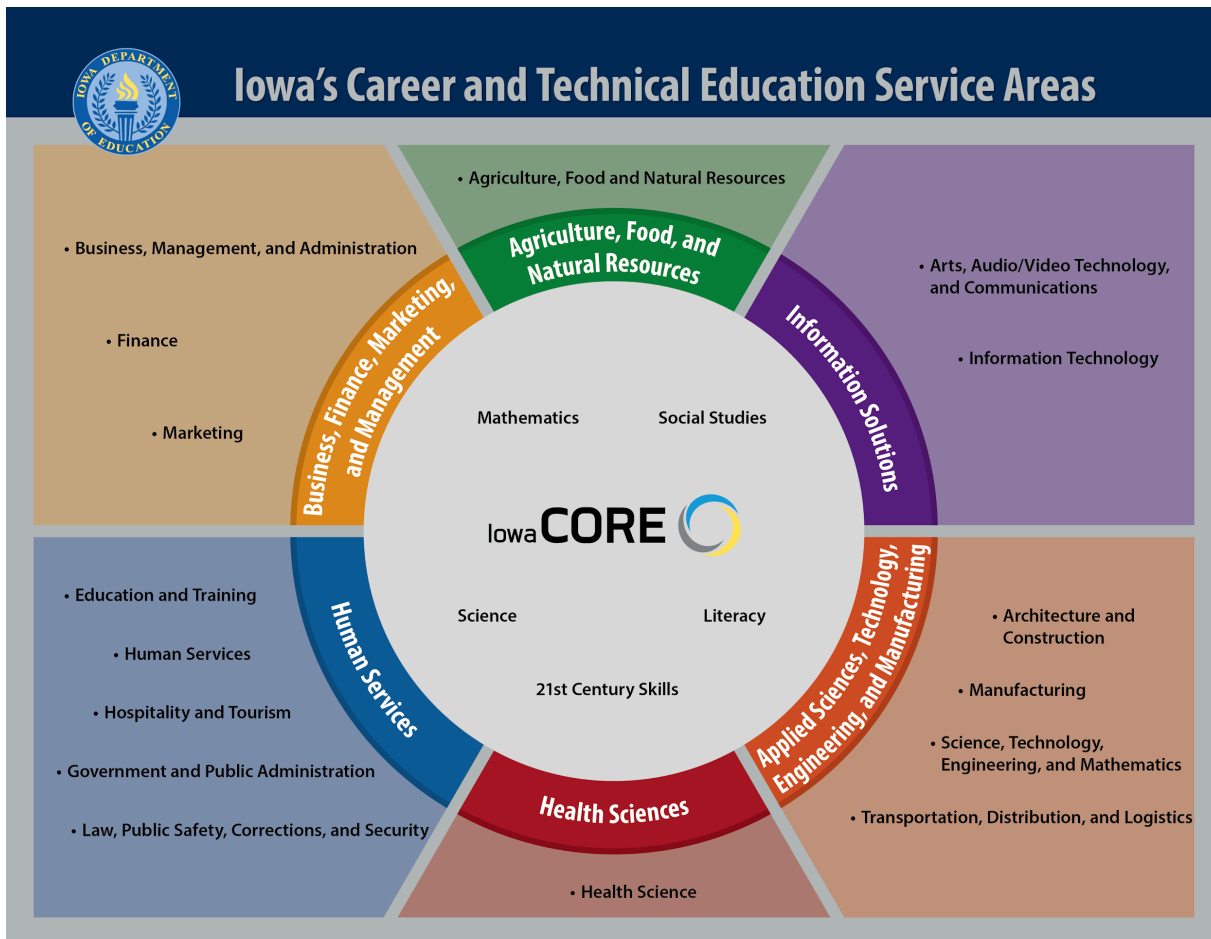 IOWA DEPARTMENT
OF EDUCATION
Iowa's Career and Technical Education Service Areas
• Agriculture, Food and Natural Resources
Agriculture, Food, and
Natural Resources
• Business, Management, and Administration
• Finance
• Marketing
Business, Finance, Marketing,
and Management
• Arts, Audio/Video Technology,
and Communications
• Information Technology
Information Solutions
Mathematics
Social Studies
Iowa CORE
Science
Literacy
21st Century Skills
• Education and Training
• Human Services
• Hospitality and Tourism
• Government and Public Administration
• Law, Public Safety, Corrections, and Security
Human Services
Applied Sciences, Technology,
Engineering, and Manufacturing
• Architecture and
Construction
• Manufacturing
• Science, Technology,
Engineering, and Mathematics
• Transportation, Distribution, and Logistics
Health Sciences
• Health Science